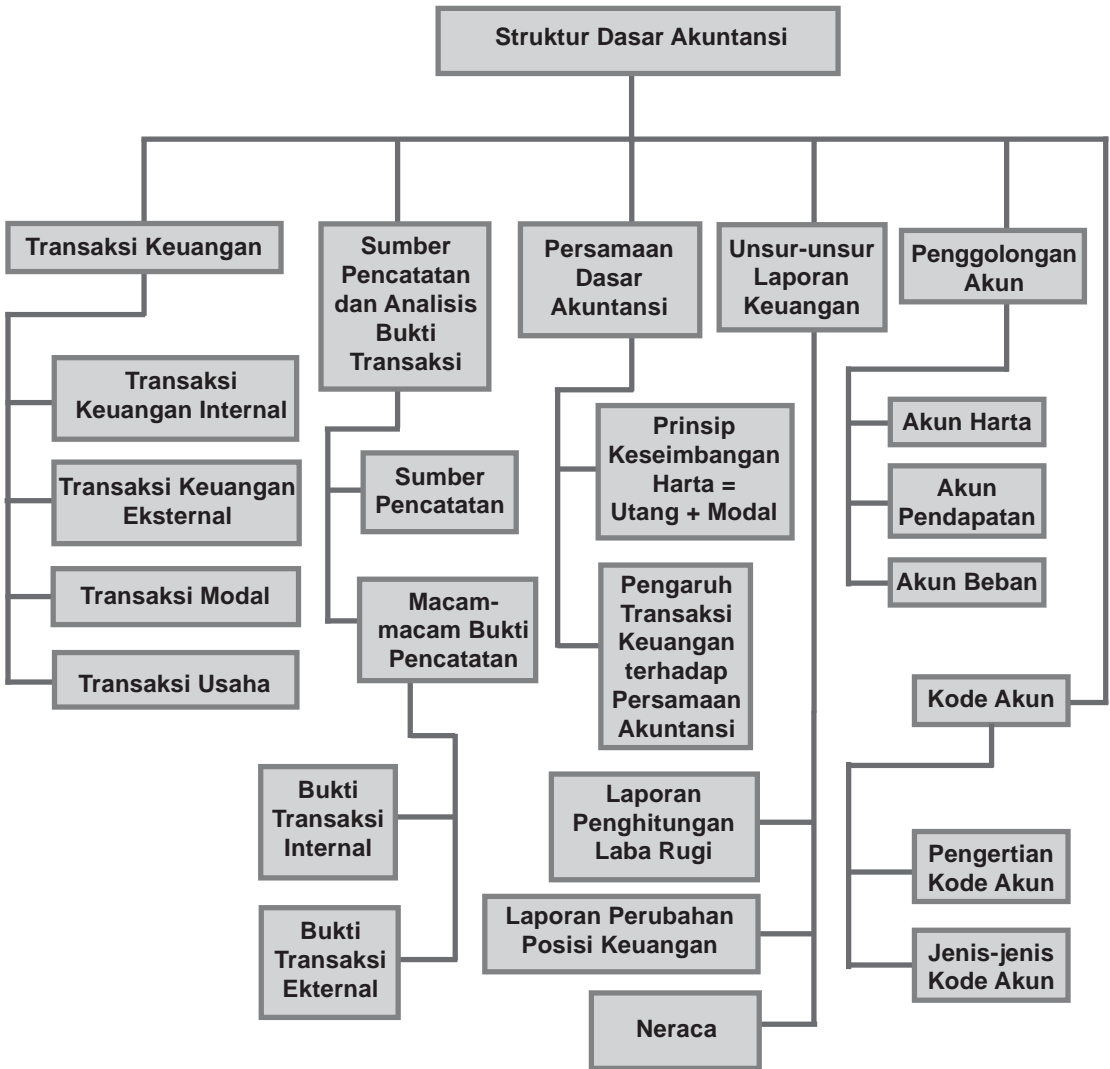 Struktur Dasar Akuntansi
Transaksi Keuangan
Sumber
Pencatatan
dan Analisis
Bukti
Transaksi
Persamaan
Dasar
Akuntansi
Unsur-unsur
Laporan
Keuangan
Penggolongan
Akun
Transaksi
Keuangan Internal
Transaksi Keuangan
Eksternal
Transaksi Modal
Transaksi Usaha
Sumber
Pencatatan
Macam-
macam Bukti
Pencatatan
Bukti
Transaksi
Internal
Bukti
Transaksi
Ekternal
Prinsip
Keseimbangan
Harta =
Utang + Modal
Pengaruh
Transaksi
Keuangan
terhadap
Persamaan
Akuntansi
Laporan
Penghitungan
Laba Rugi
Laporan Perubahan
Posisi Keuangan
Neraca
Akun Harta
Akun
Pendapatan
Akun Beban
Kode Akun
Pengertian
Kode Akun
Jenis-jenis
Kode Akun